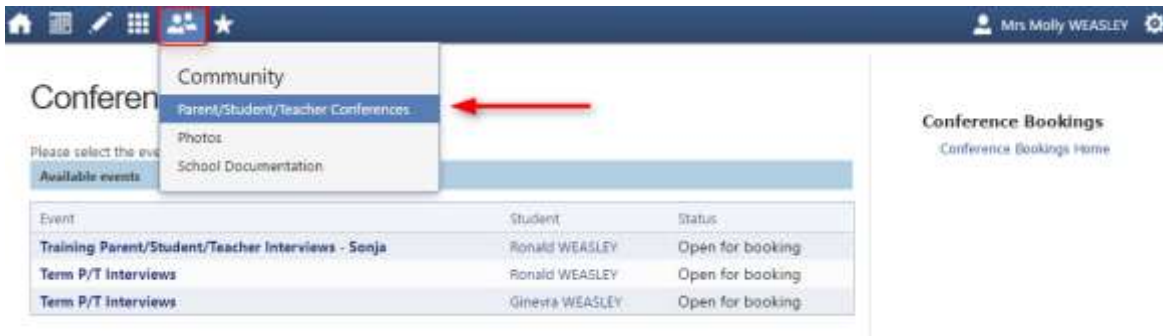 Mrs Molly WEASLEY
Community
Parent/Student/Teacher Conferences
Photos
School Documentation
Conferen
Please select the eve
Available events
Event Student Status
Training Parent/Student/Teacher Interviews - Sonja Ronald WEASLEY Open for booking
Term P/T Interviews Ronald WEASLEY Open for booking
Term P/T Interviews Ginevra WEASLEY Open for booking
Conference Bookings
Conference Bookings Home